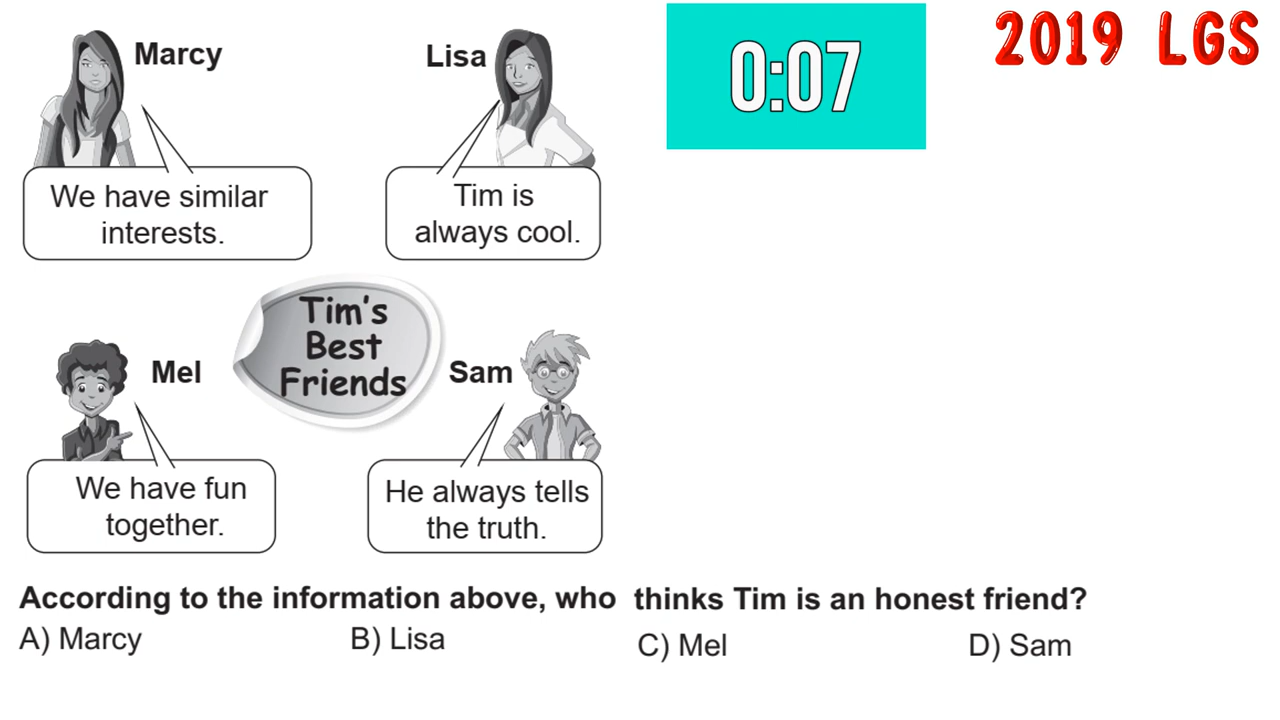 Marcy
We have similar
interests.
Lisa
Tim is
always cool.
0:07
2019 LGS
Tim's
Best
Friends
Mel
We have fun
together.
Sam
He always tells
the truth.
According to the information above, who thinks Tim is an honest friend?
A) Marcy B) Lisa C) Mel D) Sam